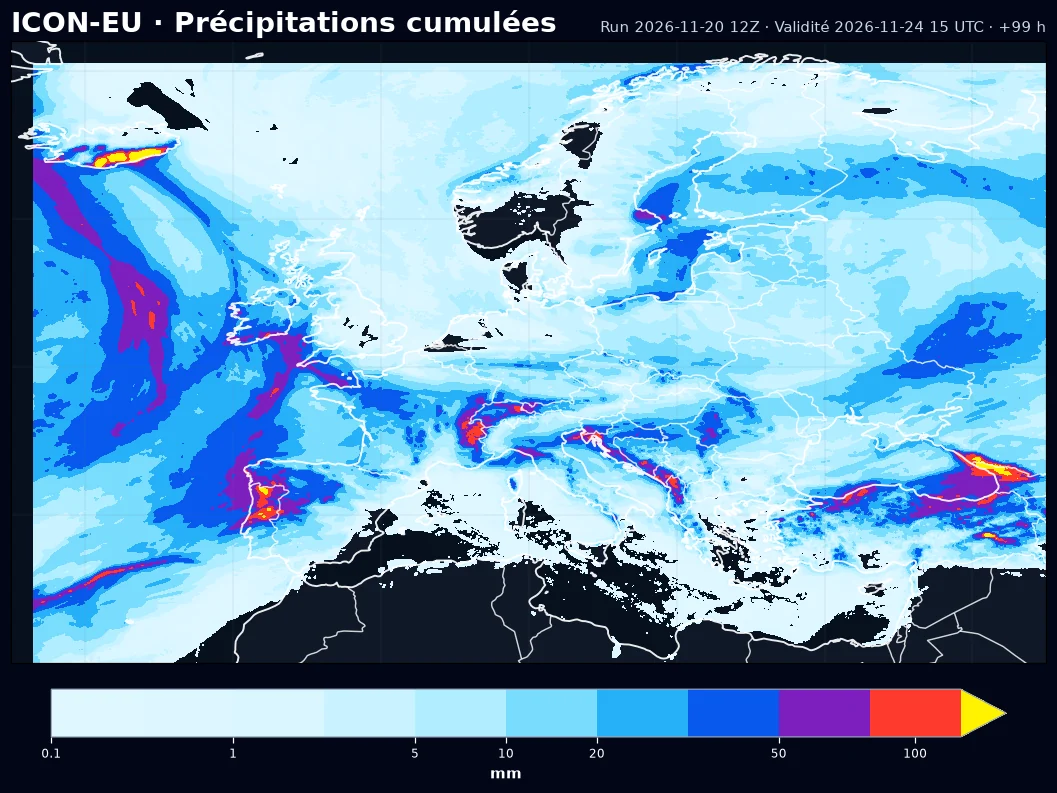 ICON-EU · Précipitations cumulées
Run 2026-11-20 12Z · Validité 2026-11-24 15 UTC · +99 h
0.1 1 5 10 20 50 100
mm